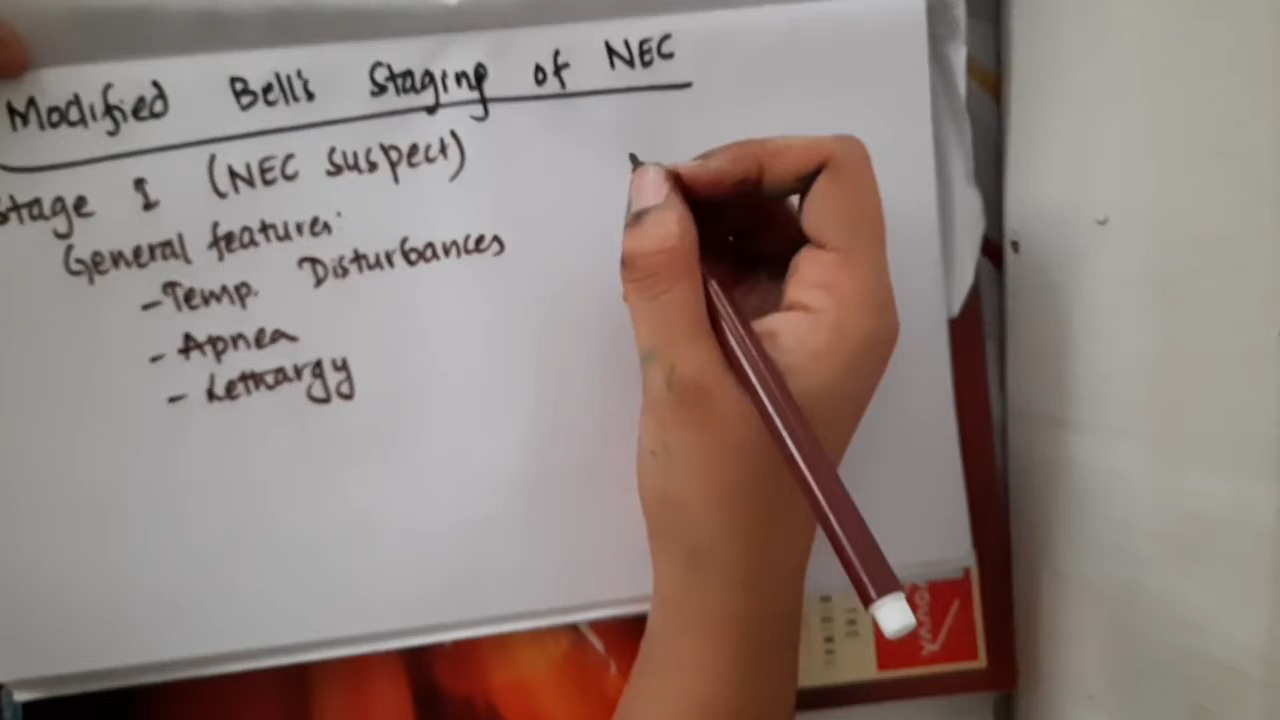 Modified Bell's Staging of NEC
Stage I (NEC suspect)
General features:
- Temp. Disturbances
- Apnea
- Lethargy